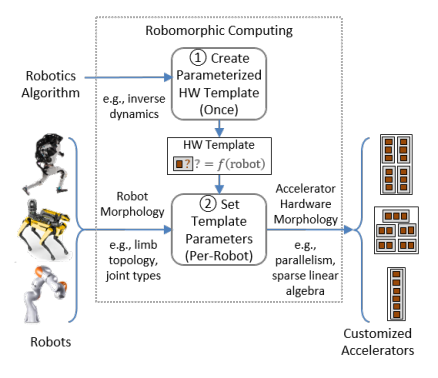 Robomorphic Computing
Robotics
Algorithm
e.g., inverse
dynamics
① Create
Parameterized
HW Template
(Once)
HW Template
? ? = f(robot)
Robot
Morphology
e.g., limb
topology,
joint types
② Set
Template
Parameters
(Per-Robot)
Accelerator
Hardware
Morphology
e.g.,
parallelism,
sparse linear
algebra
Robots
Customized
Accelerators